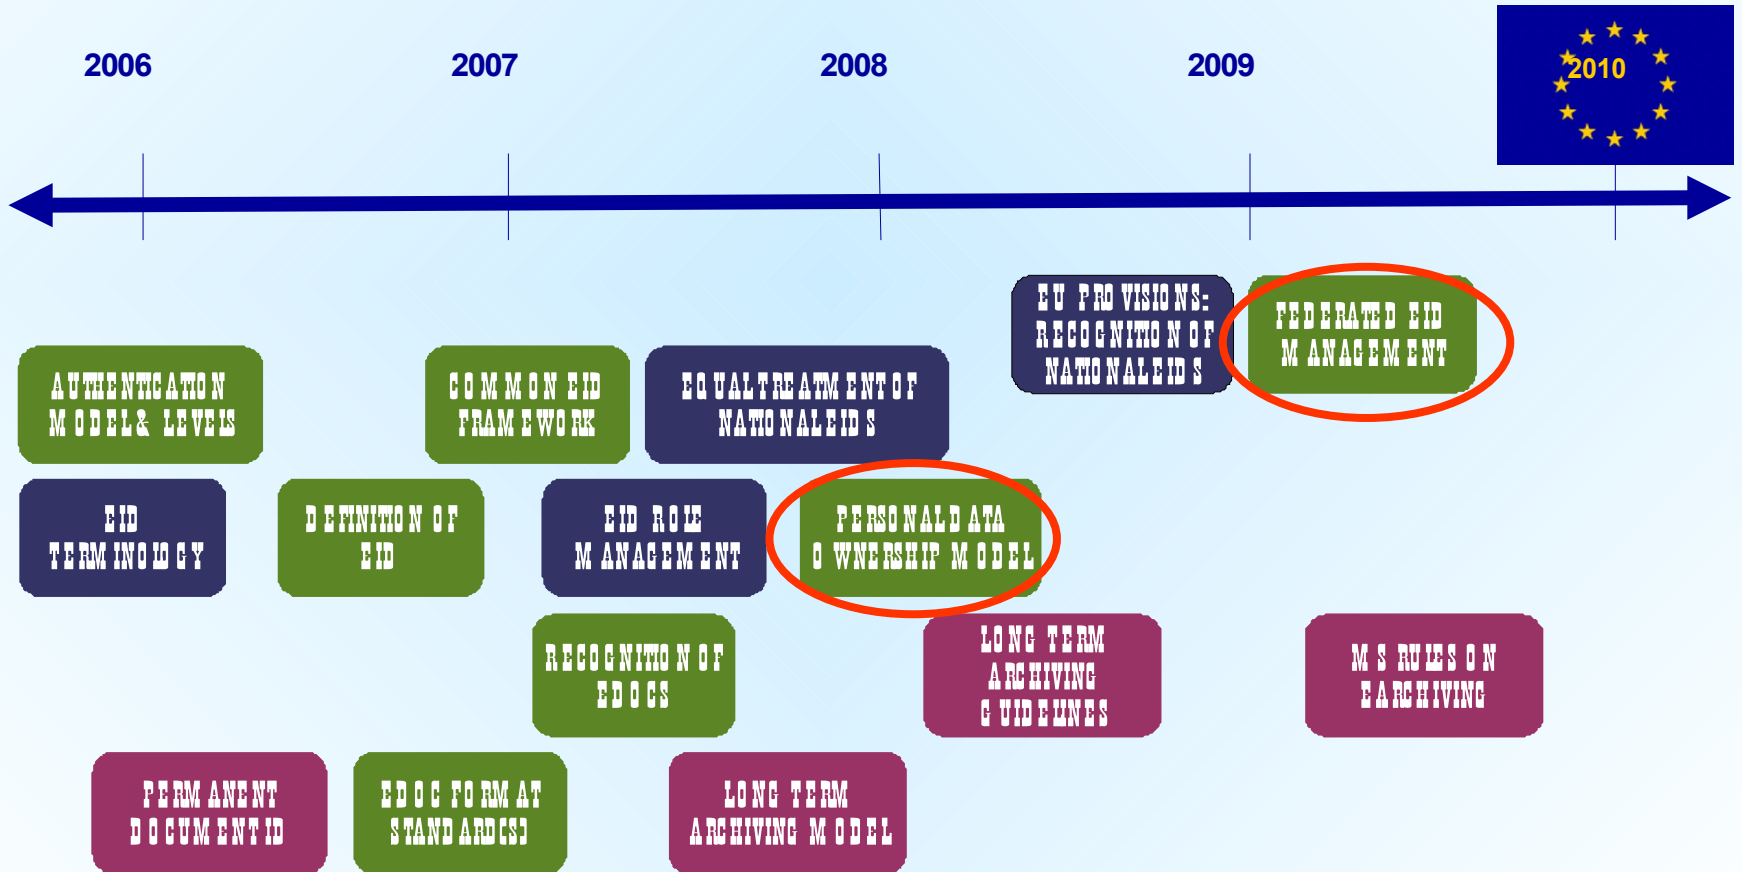 2006
2007
2008
2009
2010
EU PROVISIONS:
RECOGNITION OF
NATIONAL EIDS
FEDERATED EID
MANAGEMENT
AUTHENTICATION
MODEL & LEVELS
COMMON EID
FRAMEWORK
EQUAL TREATMENT OF
NATIONAL EIDS
EID
TERMINOLOGY
DEFINITION OF
EID
EID ROLE
MANAGEMENT
PERSONAL DATA
OWNERSHIP MODEL
RECOGNITION OF
EDOCS
LONG TERM
ARCHIVING
GUIDELINES
MS RULES ON
EARCHIVING
PERMANENT
DOCUMENT ID
EDOC FORMAT
STANDARD(S)
LONG TERM
ARCHIVING MODEL